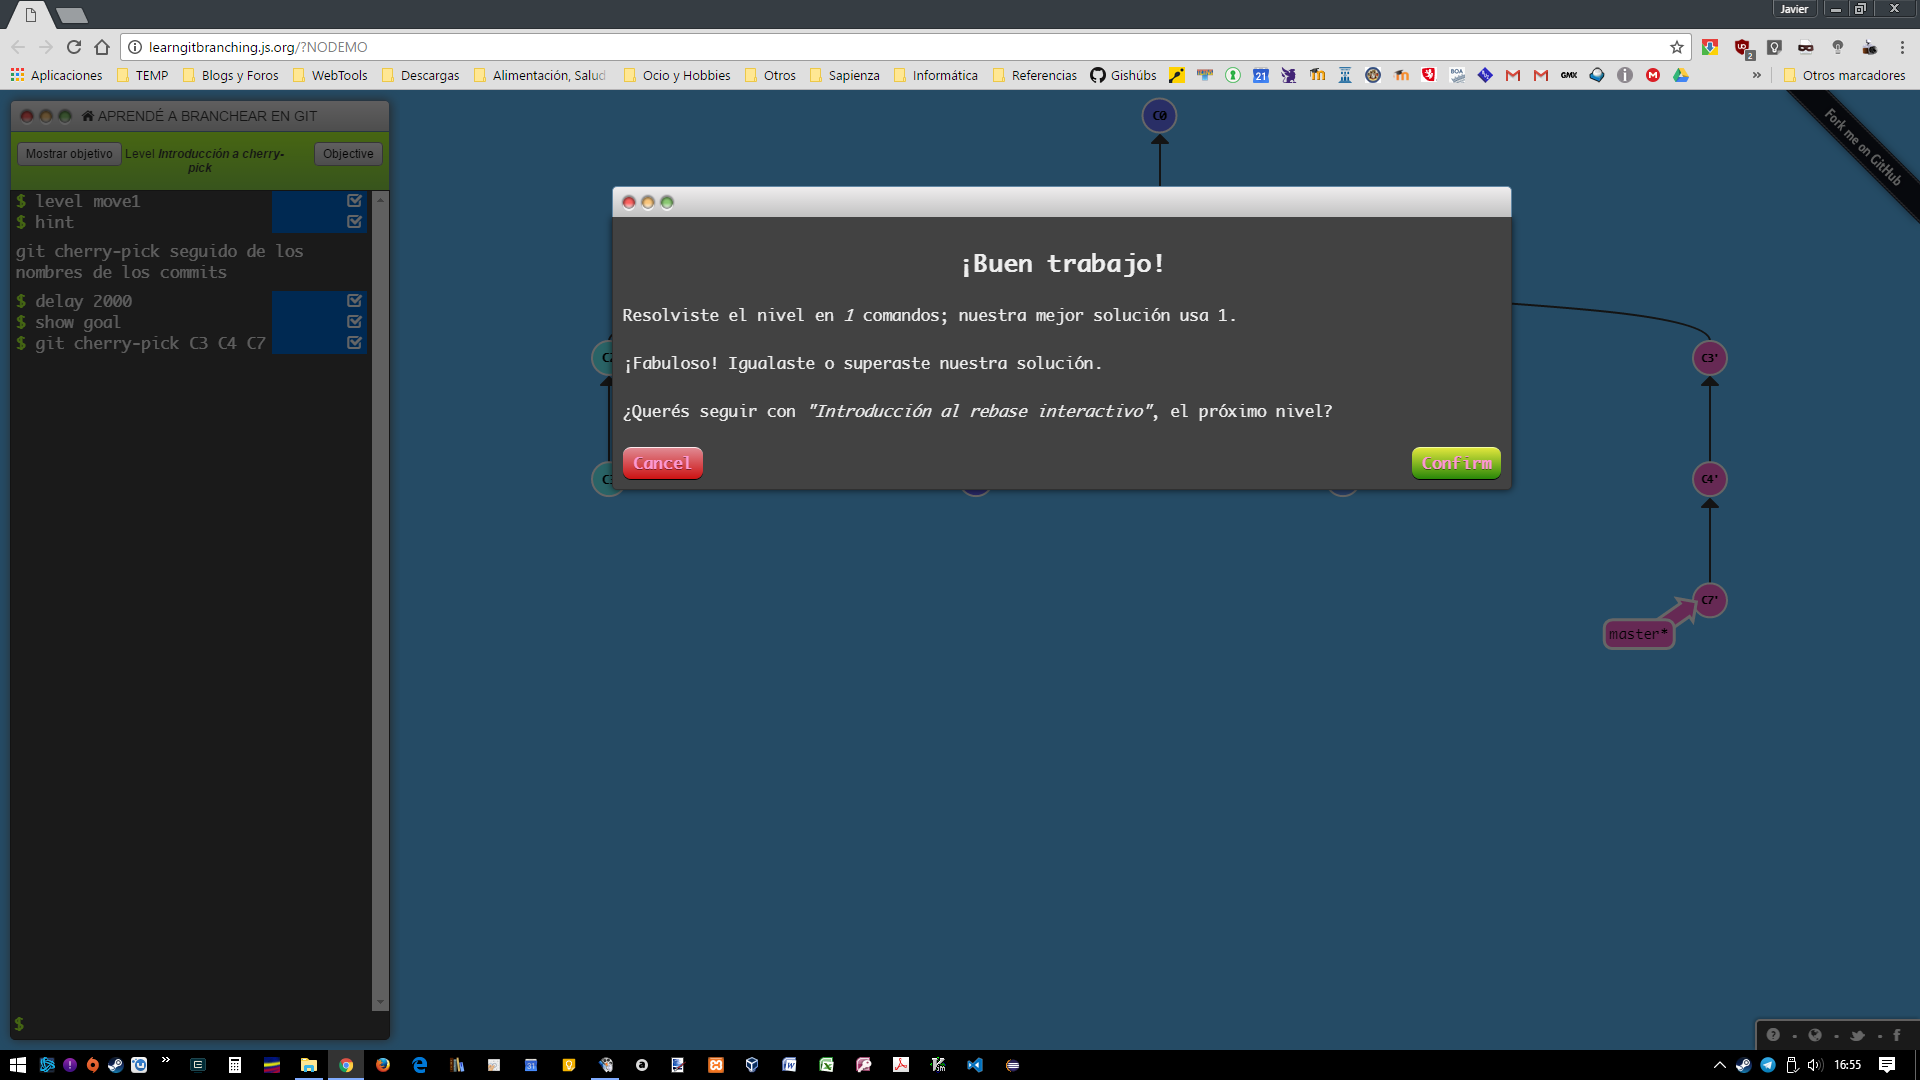 Javier
learngitbranching.js.org/?NODEMO
2
Aplicaciones TEMP Blogs y Foros WebTools Descargas Alimentación, Salud Ocio y Hobbies Otros Sapienza Informática Referencias Gishúbs 21 BOA GMX » Otros marcadores
APRENDÉ A BRANCHEAR EN GIT
Mostrar objetivo Level Introducción a cherry-
pick
Objective
$ level move1
$ hint
git cherry-pick seguido de los
nombres de los commits
$ delay 2000
$ show goal
$ git cherry-pick C3 C4 C7
$
C0
Fork me on GitHub
¡Buen trabajo!
Resolviste el nivel en 1 comandos; nuestra mejor solución usa 1.
¡Fabuloso! Igualaste o superaste nuestra solución.
¿Querés seguir con "Introducción al rebase interactivo", el próximo nivel?
Cancel Confirm
C3'
C4'
C7'
master*
16:55